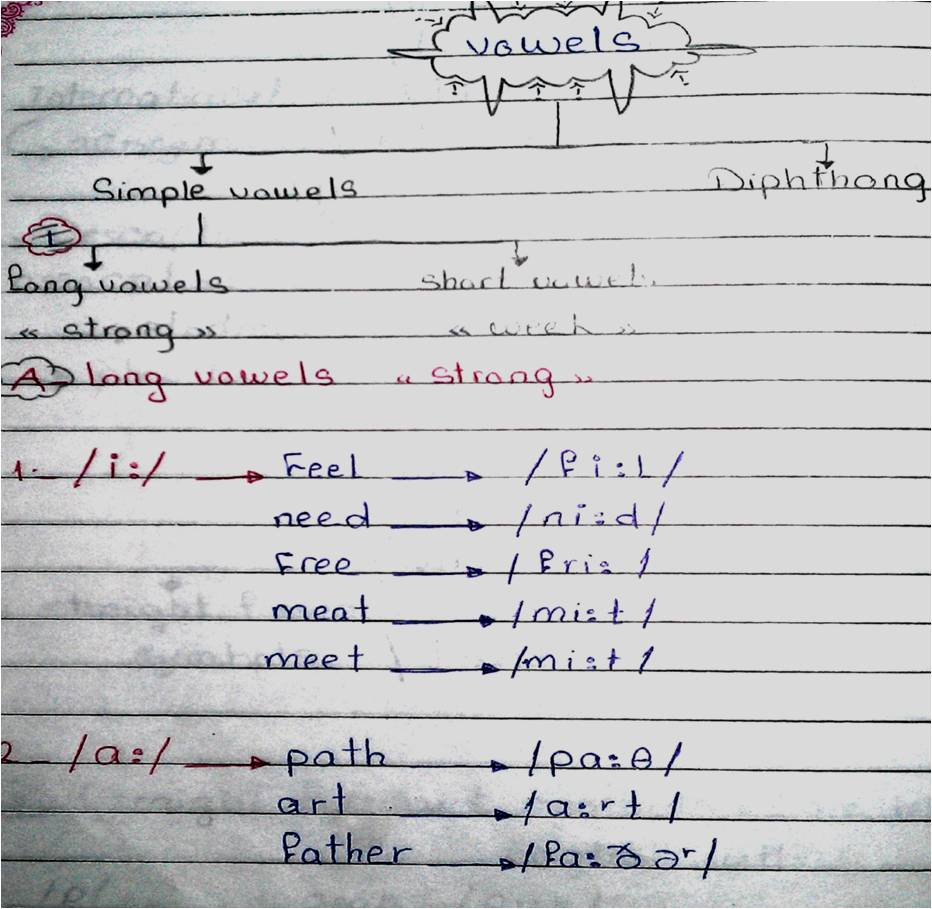 vowels
Simple vowels Diphthong
I
long vowels short vowels
« strong » « week »
A- long vowels « strong »
1- /i:/ → Feel → /fi:l/
need → /ni:d/
Free → /fri:/
meat → /mi:t/
meet → /mi:t/
2- /a:/ → path → /pa:θ/
art → /a:rt/
father → /fa:ðəʳ/